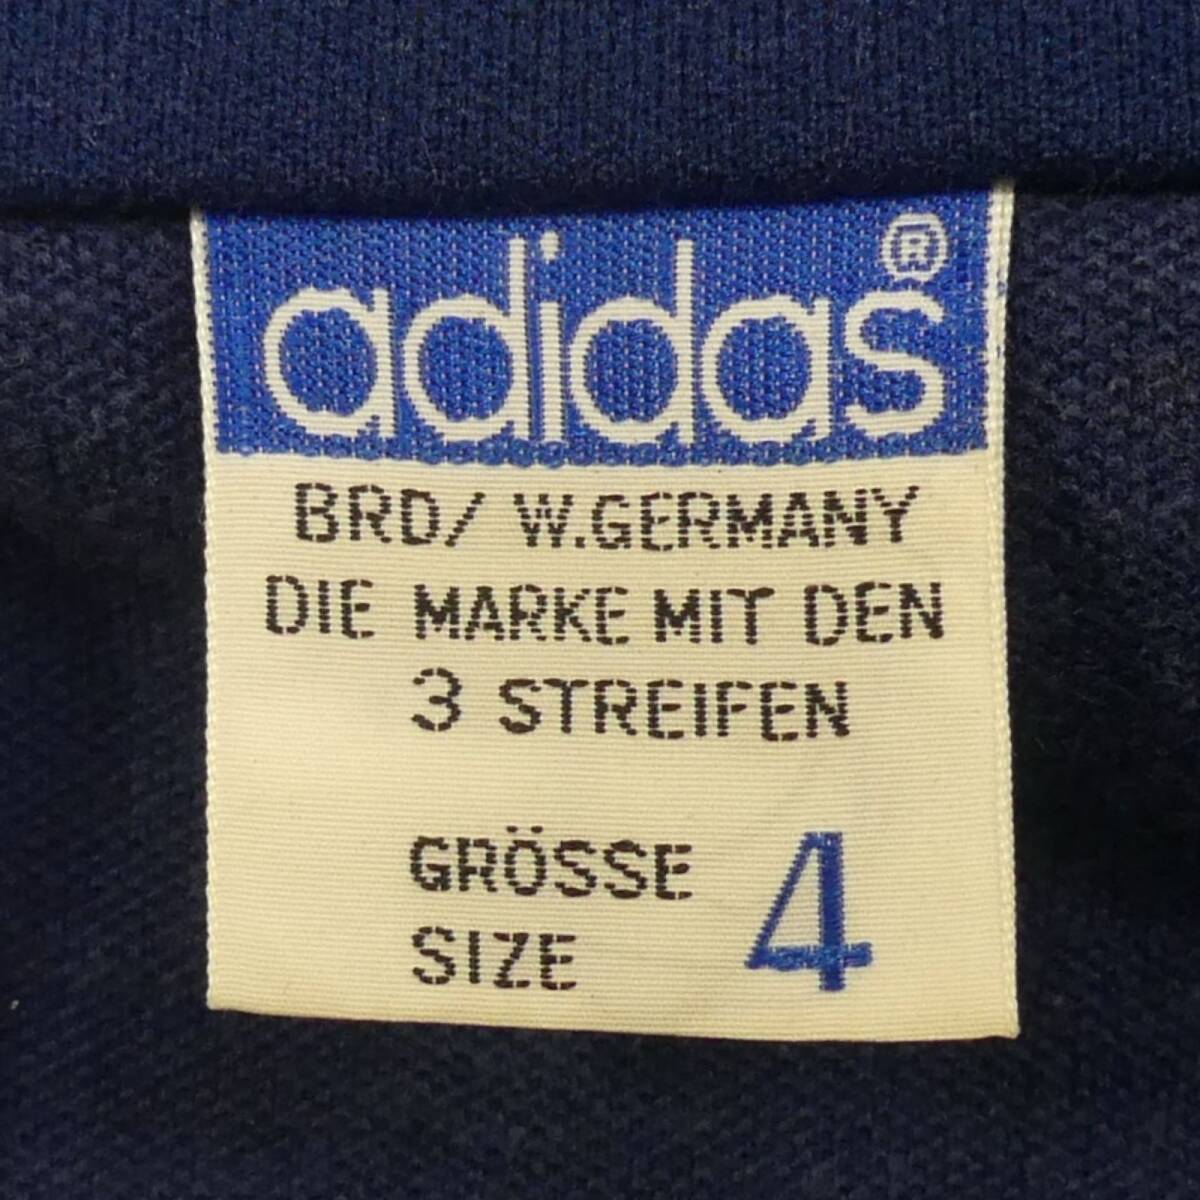 adidas®
BRD/ W.GERMANY
DIE MARKE MIT DEN
3 STREIFEN
GRÖSSE 4
SIZE